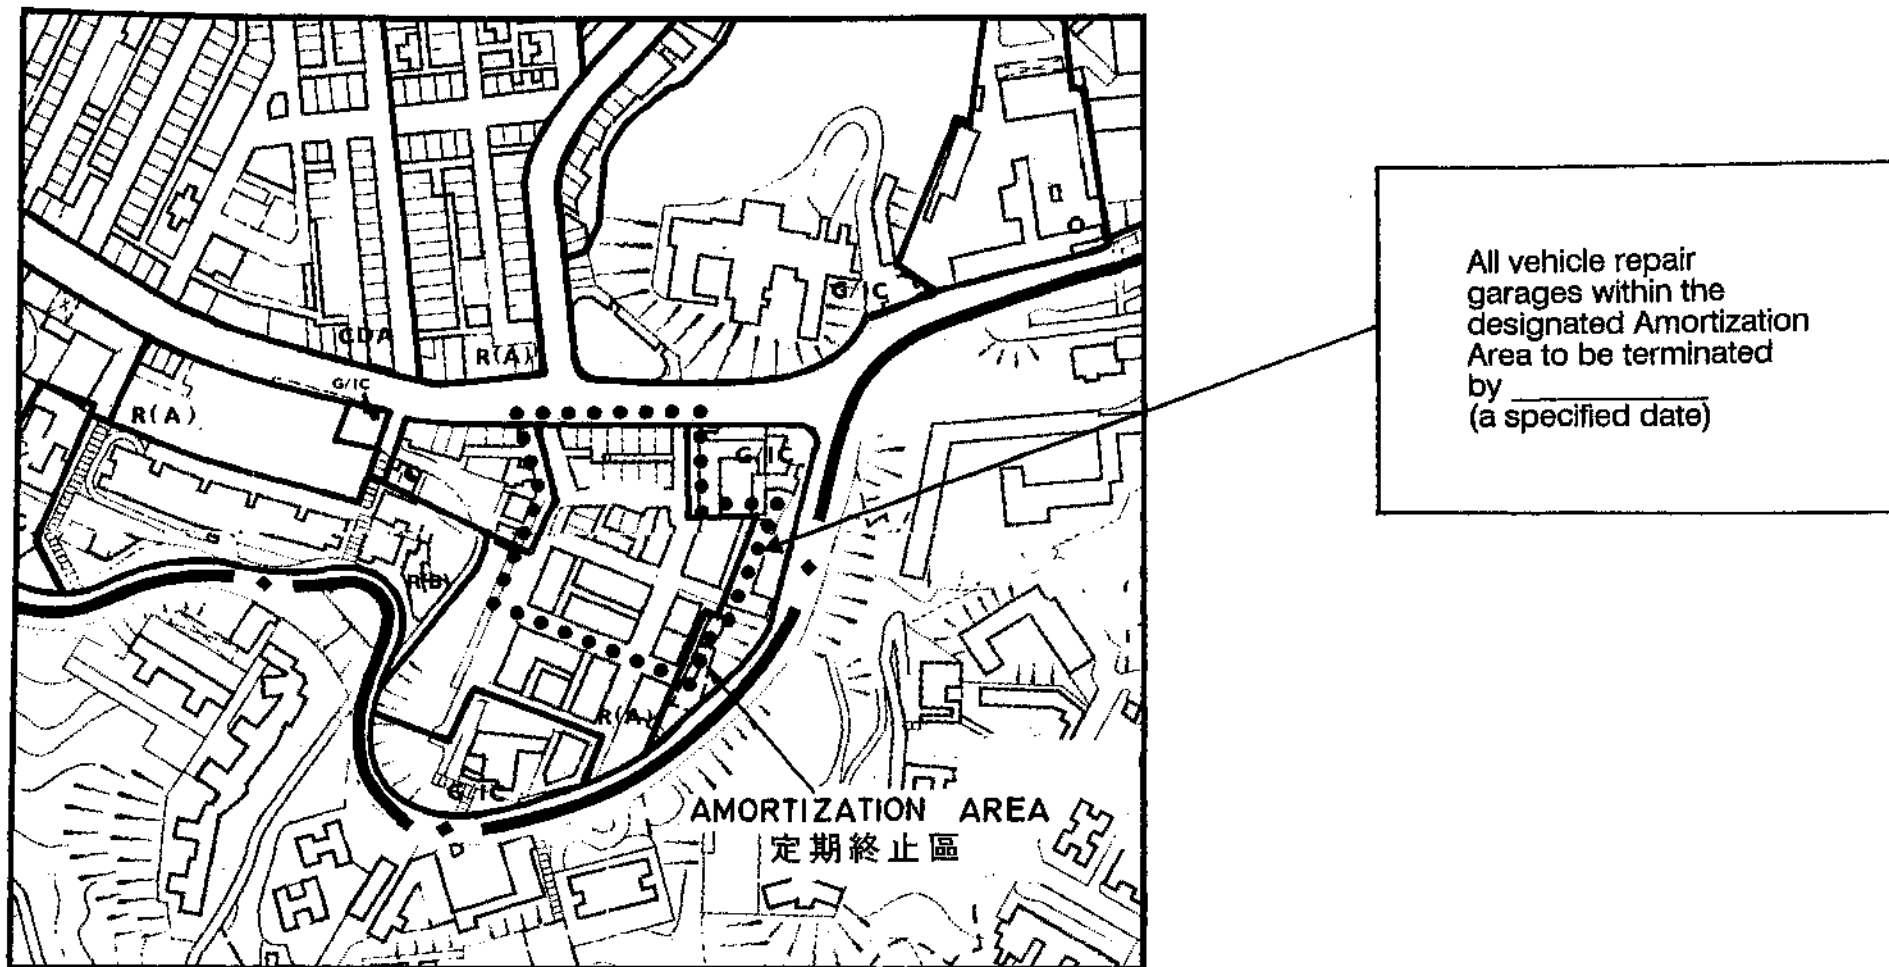 G/IC
CDA
R(A)
G/IC
R(A)
G/IC
G
G
R(B)
R(A)
G/IC
AMORTIZATION AREA
定期終止區
All vehicle repair
garages within the
designated Amortization
Area to be terminated
by ____________
(a specified date)